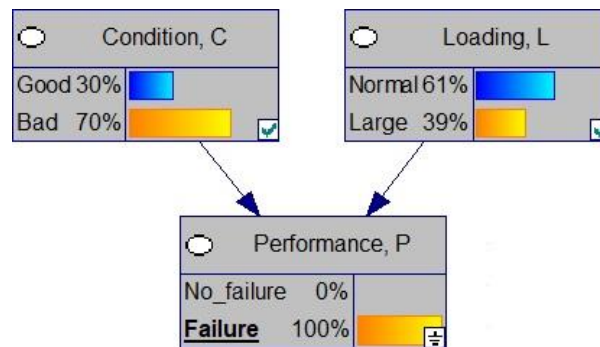 Condition, C
Good 30%
Bad 70%
Loading, L
Normal 61%
Large 39%
Performance, P
No_failure 0%
Failure 100%